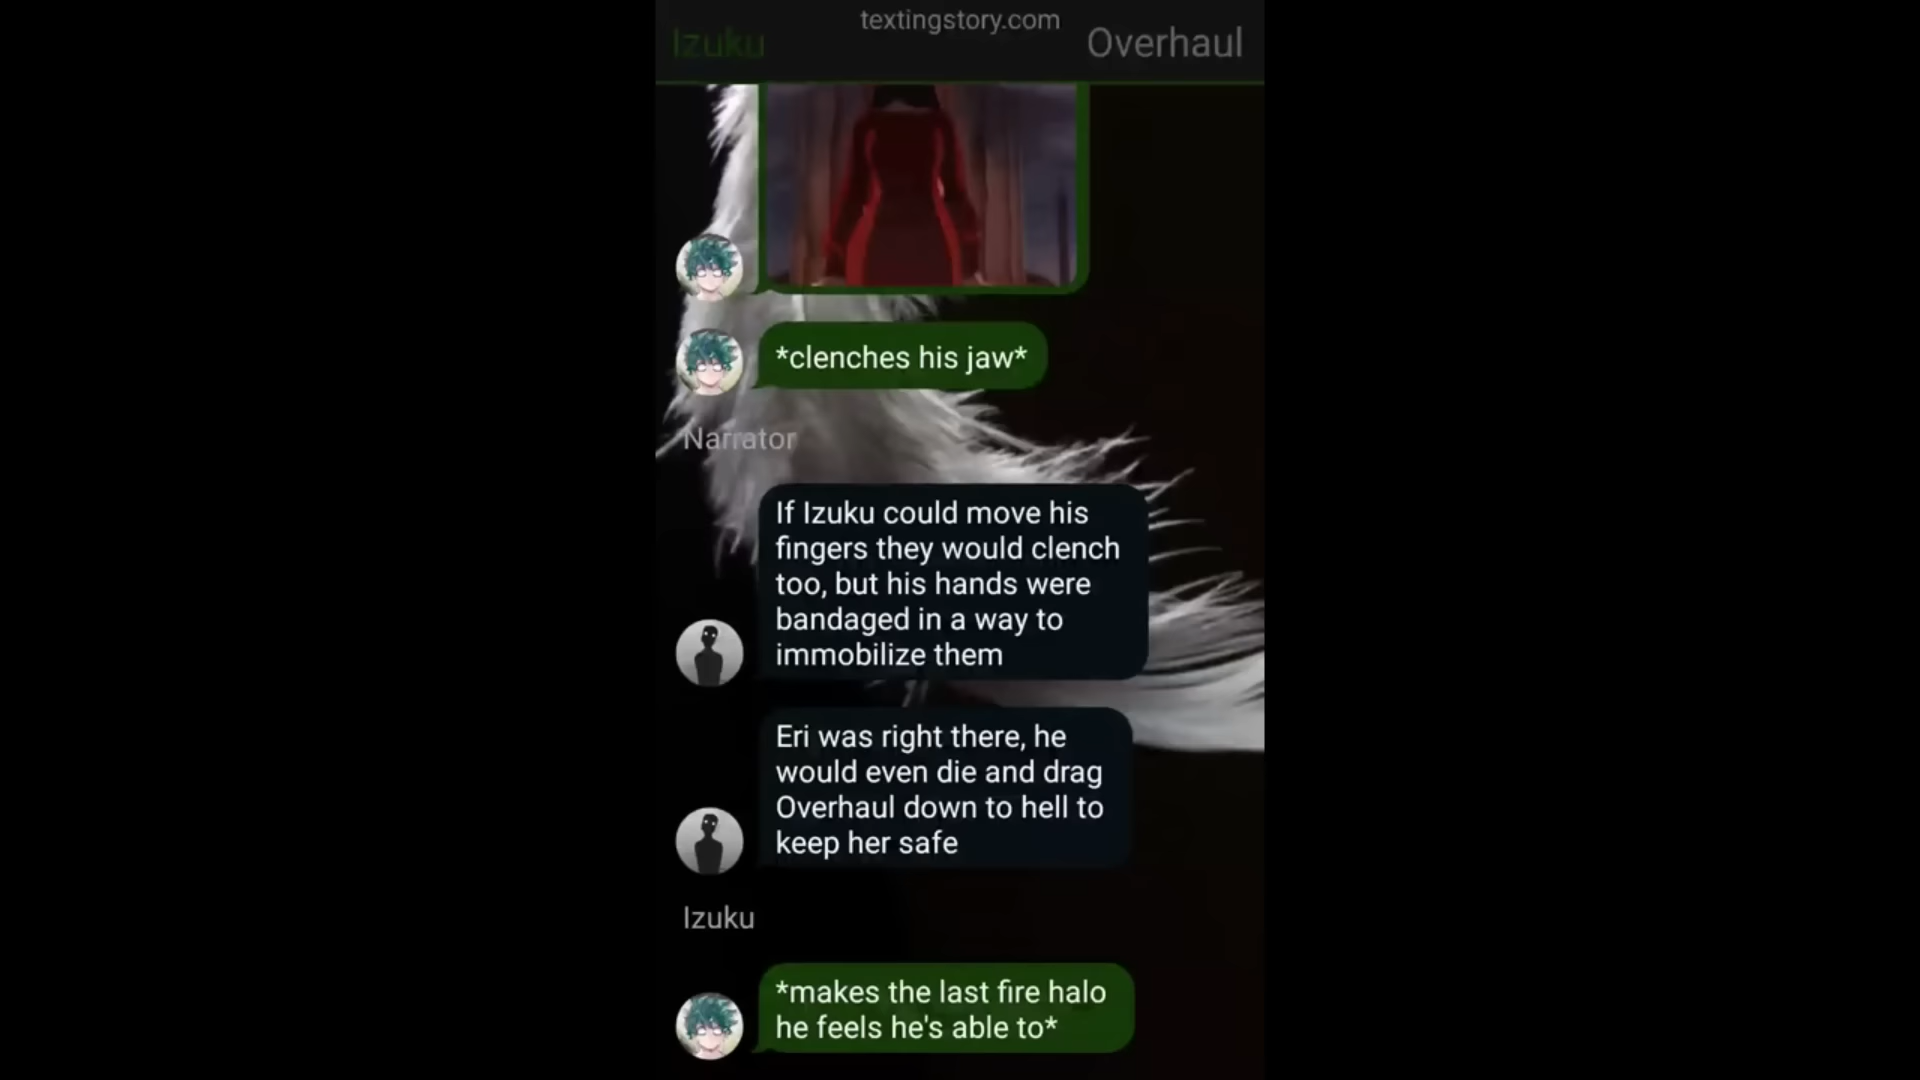 textingstory.com
Izuku
Overhaul
*clenches his jaw*
Narrator
If Izuku could move his
fingers they would clench
too, but his hands were
bandaged in a way to
immobilize them
Eri was right there, he
would even die and drag
Overhaul down to hell to
keep her safe
Izuku
*makes the last fire halo
he feels he's able to*